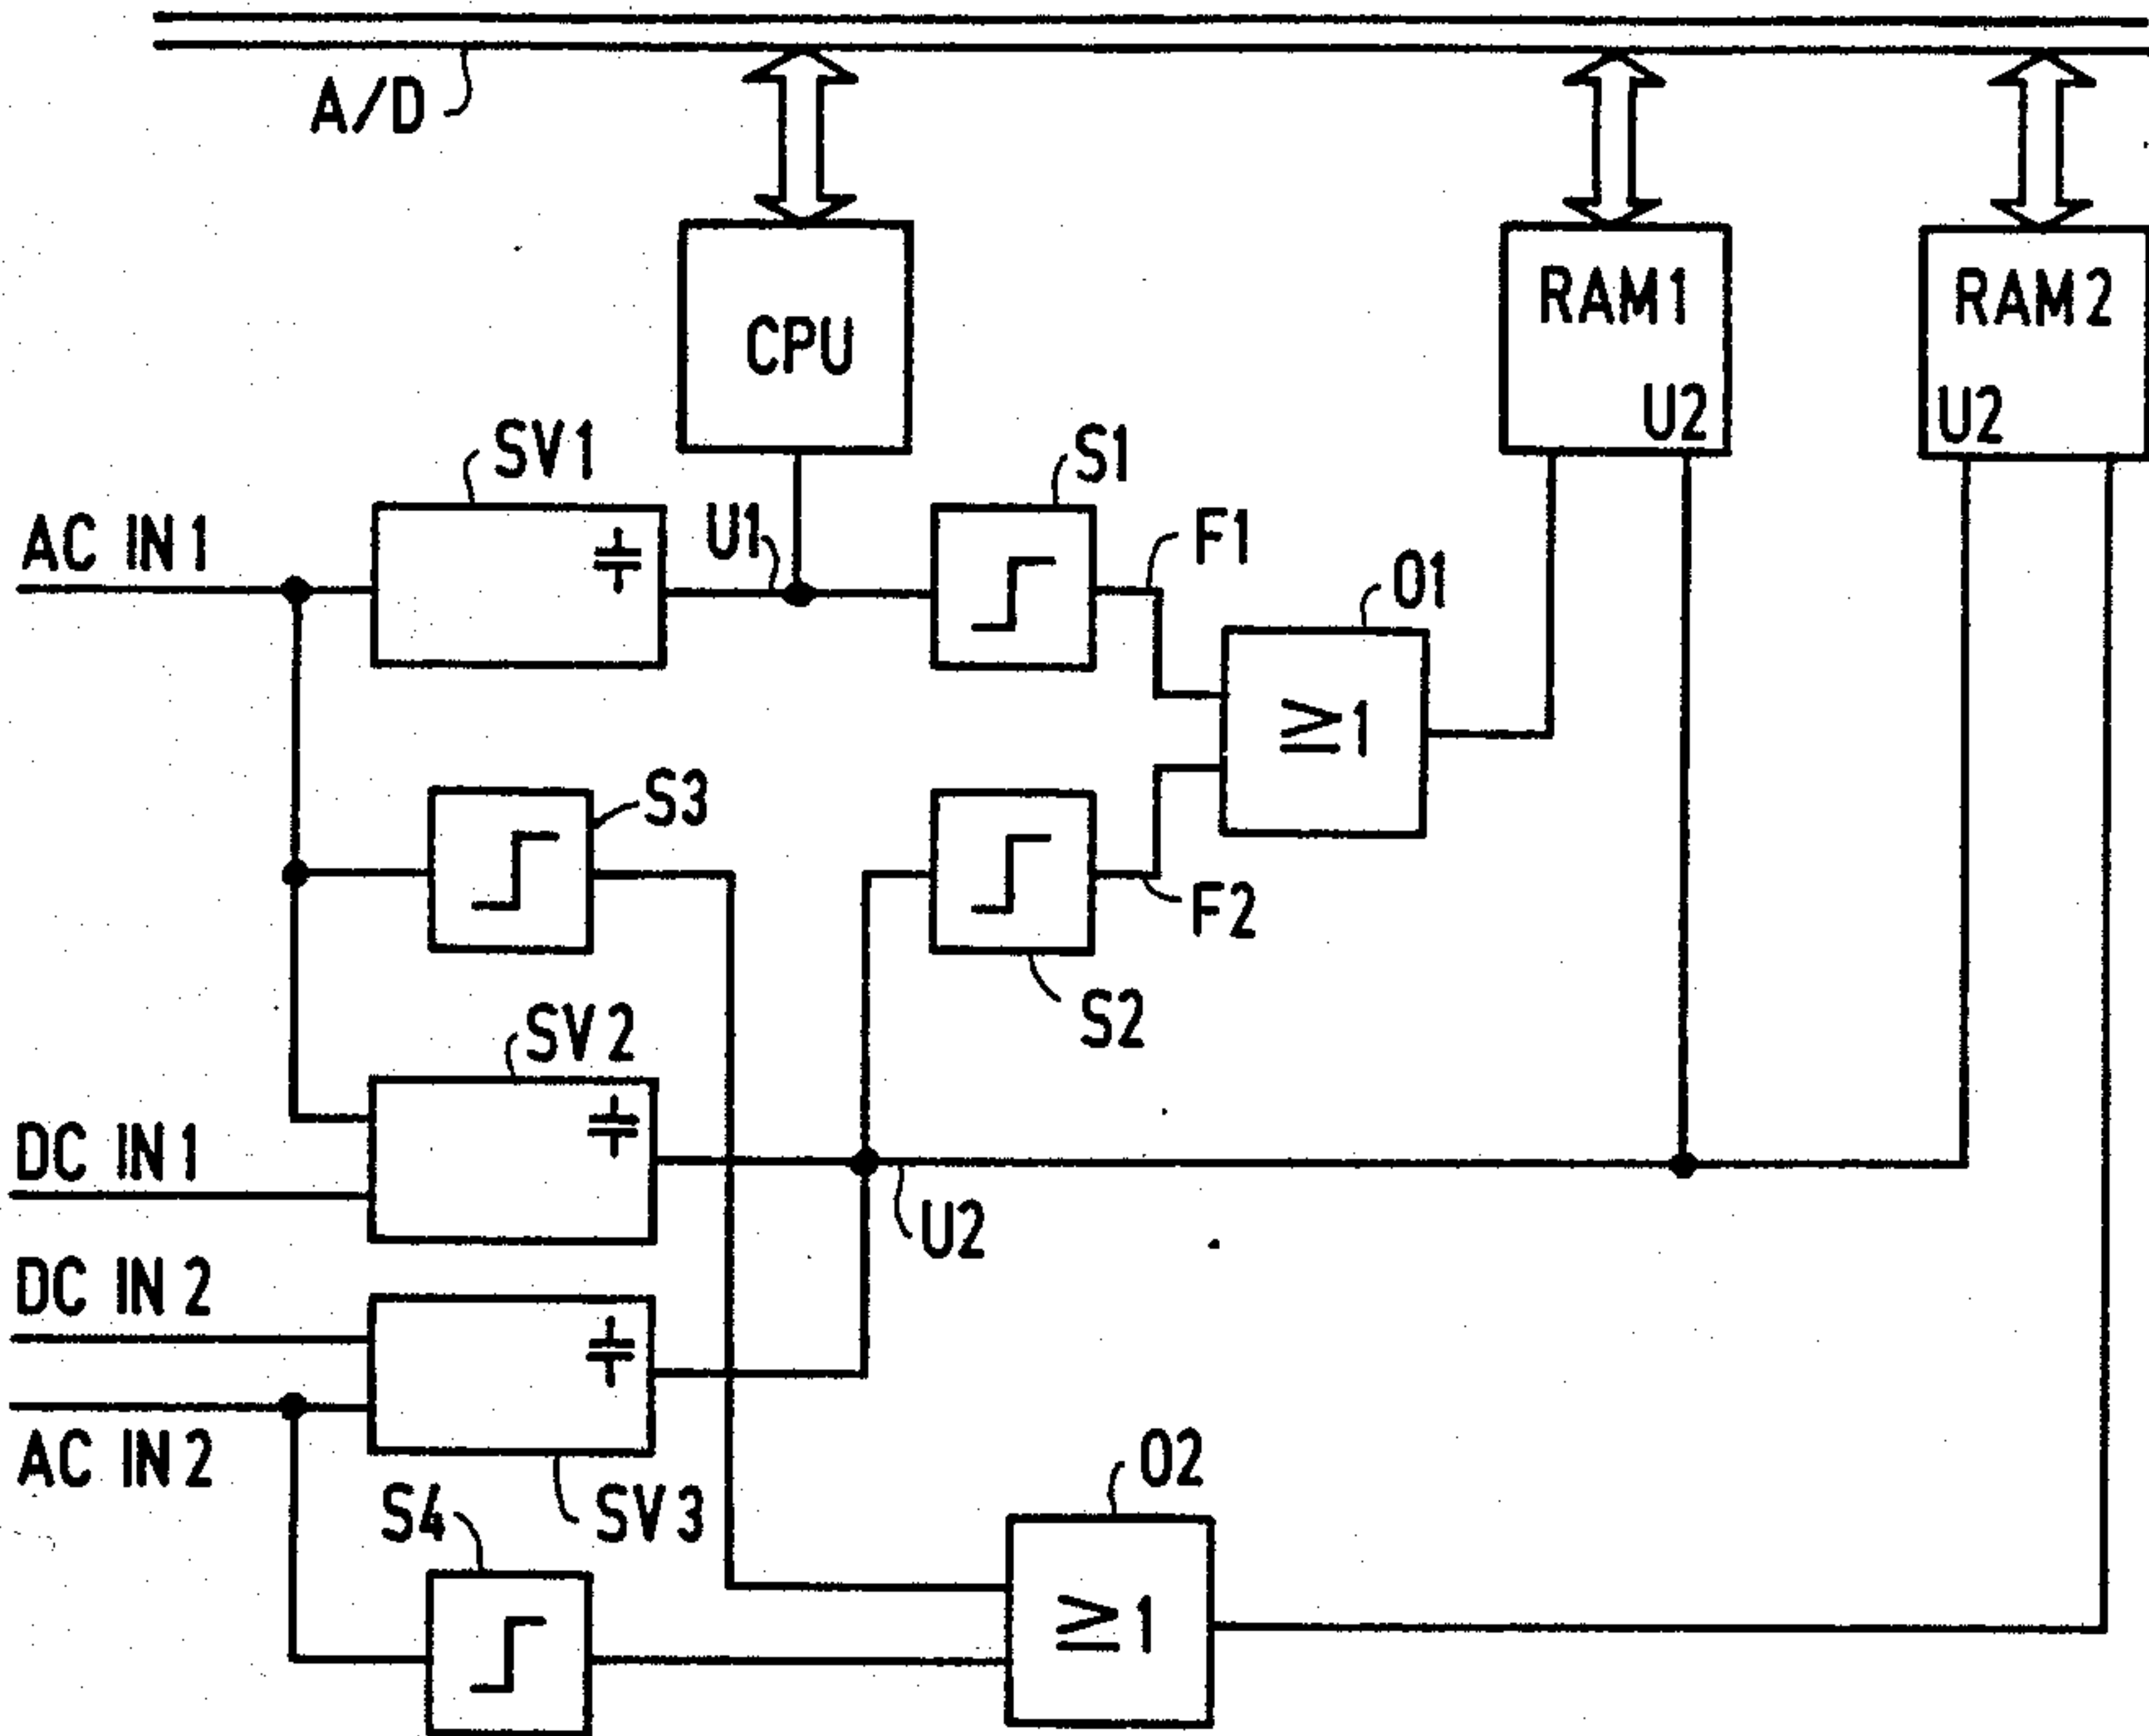 A/D
CPU
RAM1
U2
RAM2
U2
SV1
U1
S1
F1
AC IN1
O1
≥1
S3
S2
F2
SV2
DC IN1
U2
DC IN2
AC IN2
SV3
S4
O2
≥1